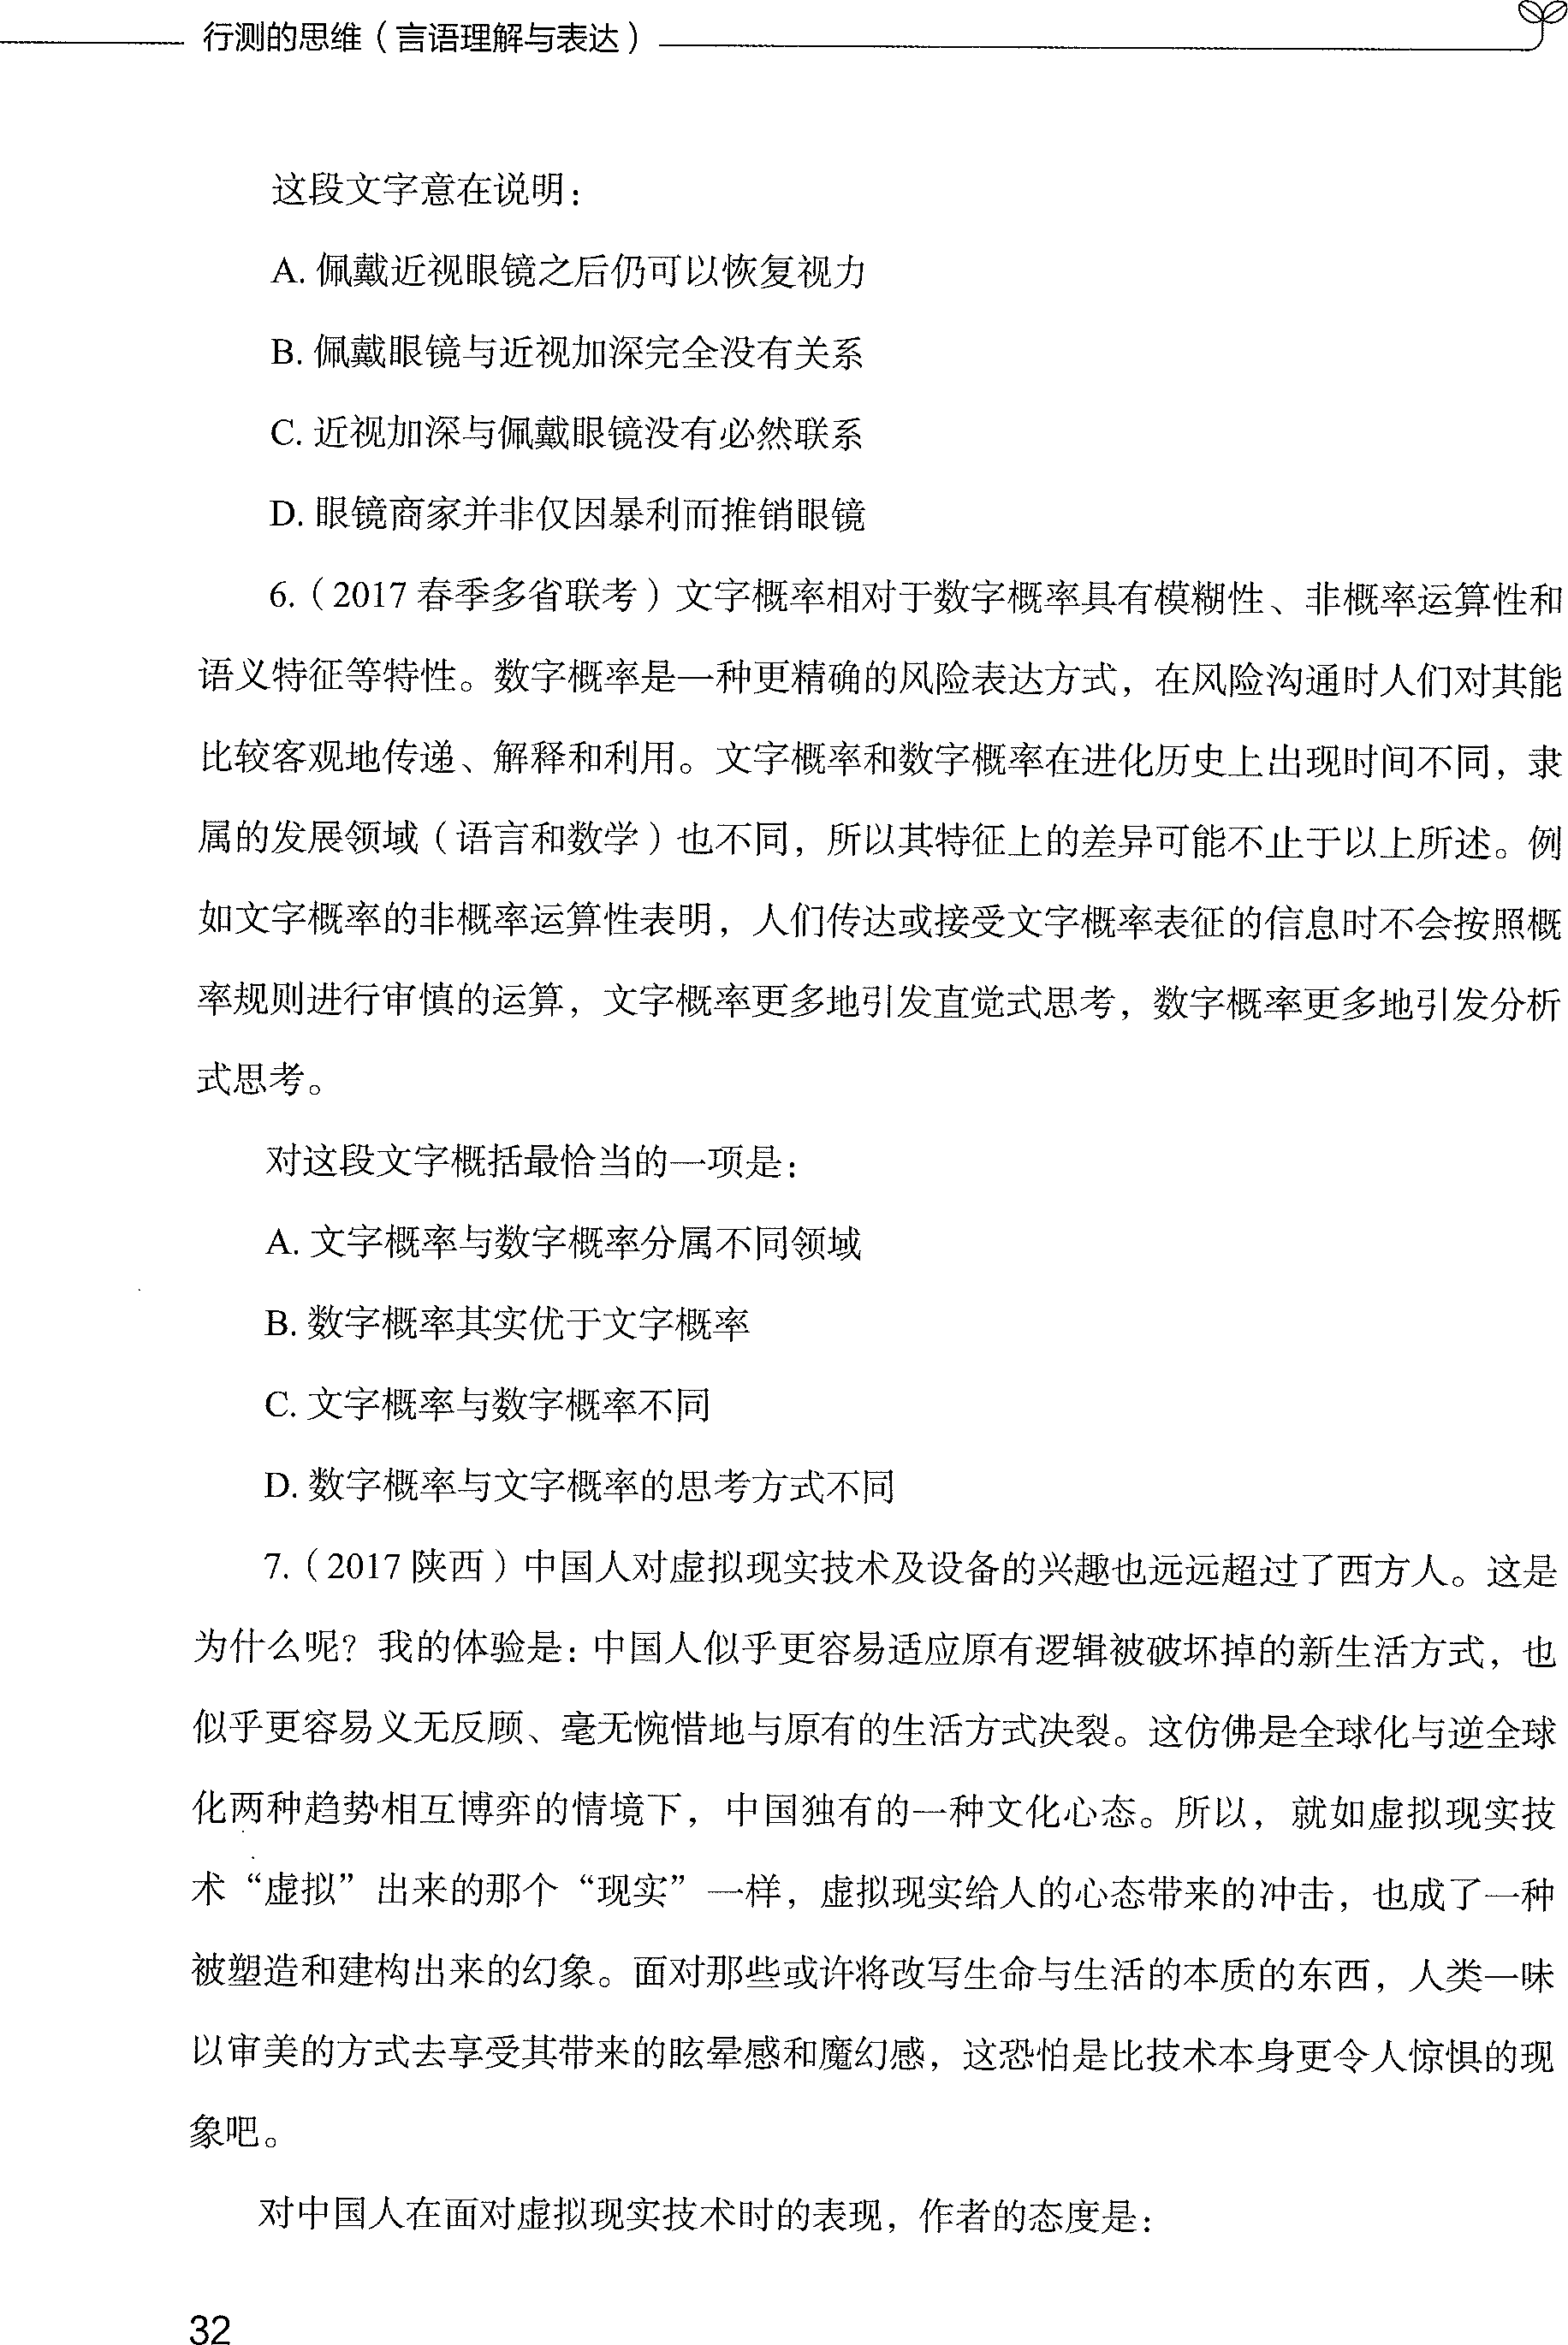 行测的思维（言语理解与表达）
这段文字意在说明：
A. 佩戴近视眼镜之后仍可以恢复视力
B. 佩戴眼镜与近视加深完全没有关系
C. 近视加深与佩戴眼镜没有必然联系
D. 眼镜商家并非仅因暴利而推销眼镜
6.（2017 春季多省联考）文字概率相对于数字概率具有模糊性、非概率运算性和
语义特征等特性。数字概率是一种更精确的风险表达方式，在风险沟通时人们对其能
比较客观地传递、解释和利用。文字概率和数字概率在进化历史上出现时间不同，隶
属的发展领域（语言和数学）也不同，所以其特征上的差异可能不止于以上所述。例
如文字概率的非概率运算性表明，人们传达或接受文字概率表征的信息时不会按照概
率规则进行审慎的运算，文字概率更多地引发直觉式思考，数字概率更多地引发分析
式思考。
对这段文字概括最恰当的一项是：
A. 文字概率与数字概率分属不同领域
B. 数字概率其实优于文字概率
C. 文字概率与数字概率不同
D. 数字概率与文字概率的思考方式不同
7.（2017 陕西）中国人对虚拟现实技术及设备的兴趣也远远超过了西方人。这是
为什么呢？我的体验是：中国人似乎更容易适应原有逻辑被破坏掉的新生活方式，也
似乎更容易义无反顾、毫无惋惜地与原有的生活方式决裂。这仿佛是全球化与逆全球
化两种趋势相互博弈的情境下，中国独有的一种文化心态。所以，就如虚拟现实技
术“虚拟”出来的那个“现实”一样，虚拟现实给人的心态带来的冲击，也成了一种
被塑造和建构出来的幻象。面对那些或许将改写生命与生活的本质的东西，人类一味
以审美的方式去享受其带来的眩晕感和魔幻感，这恐怕是比技术本身更令人惊惧的现
象吧。
对中国人在面对虚拟现实技术时的表现，作者的态度是：
32